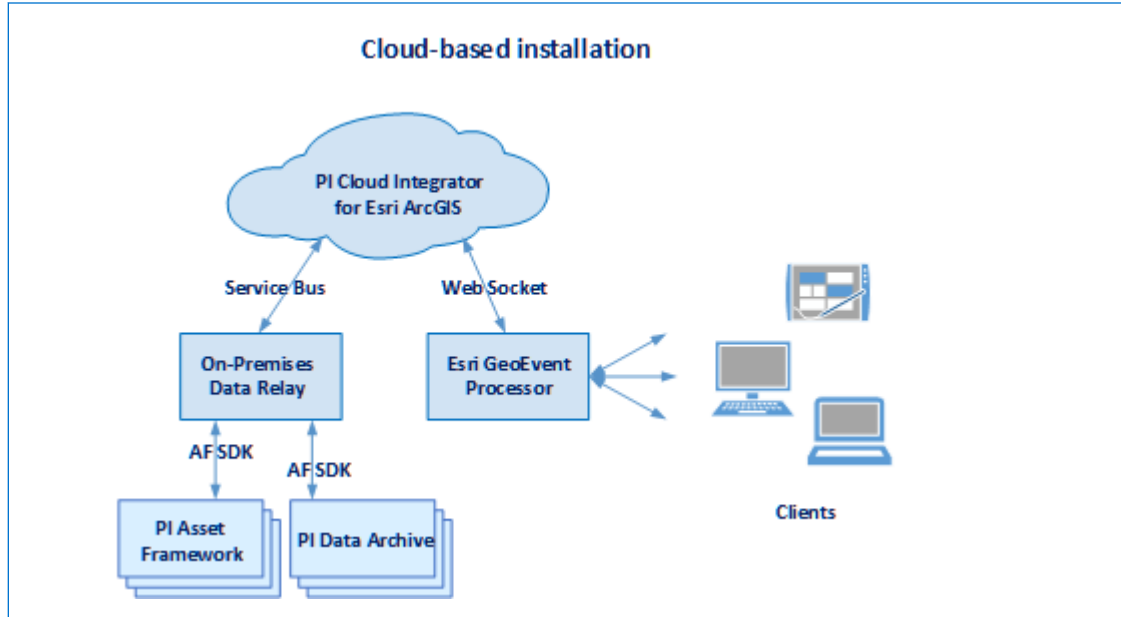 Cloud-based installation
PI Cloud Integrator
for Esri ArcGIS
Service Bus
Web Socket
On-Premises
Data Relay
Esri GeoEvent
Processor
AF SDK
AF SDK
PI Asset
Framework
PI Data Archive
Clients